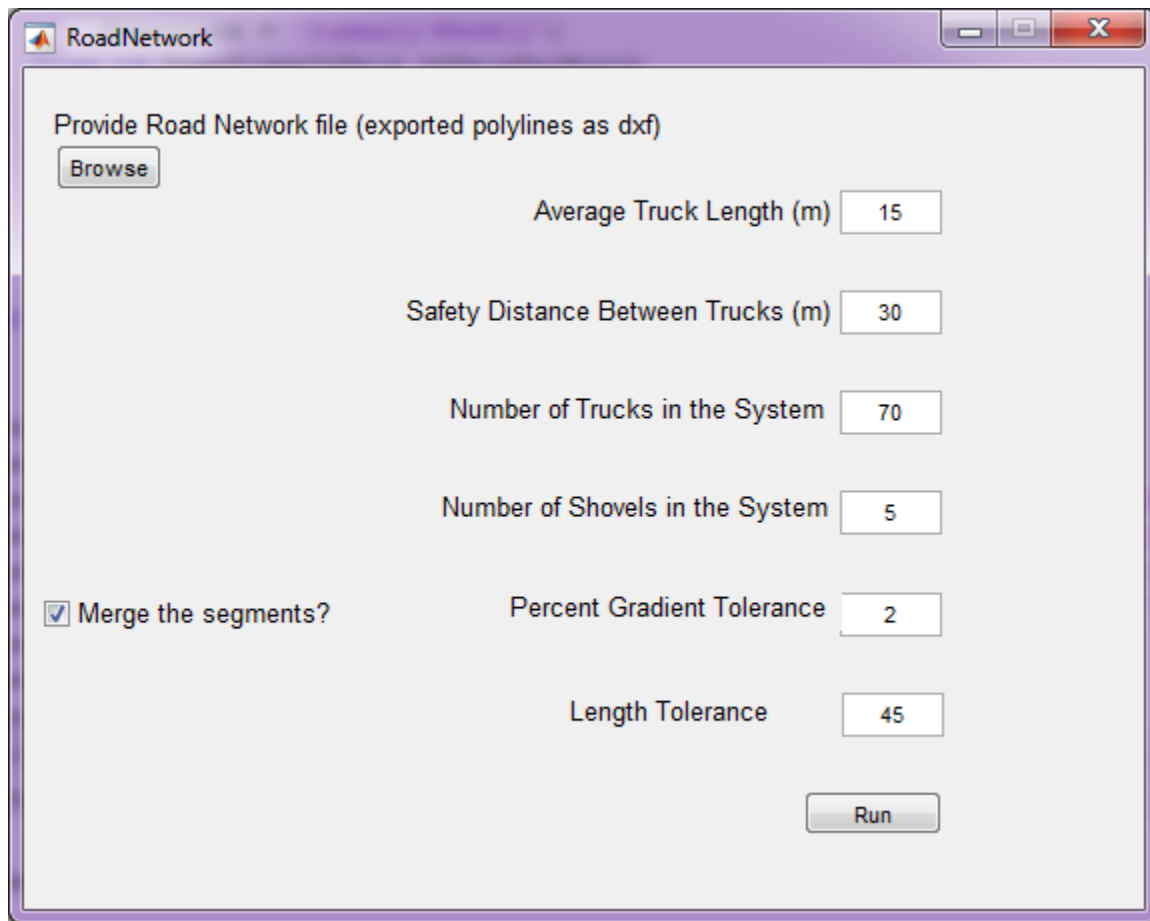 RoadNetwork
Provide Road Network file (exported polylines as dxf)
Browse
Average Truck Length (m) 15
Safety Distance Between Trucks (m) 30
Number of Trucks in the System 70
Number of Shovels in the System 5
Merge the segments? Percent Gradient Tolerance 2
Length Tolerance 45
Run